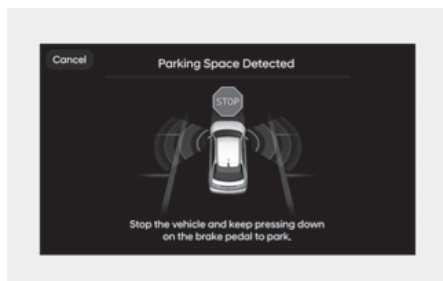 Cancel
Parking Space Detected
STOP
Stop the vehicle and keep pressing down
on the brake pedal to park.